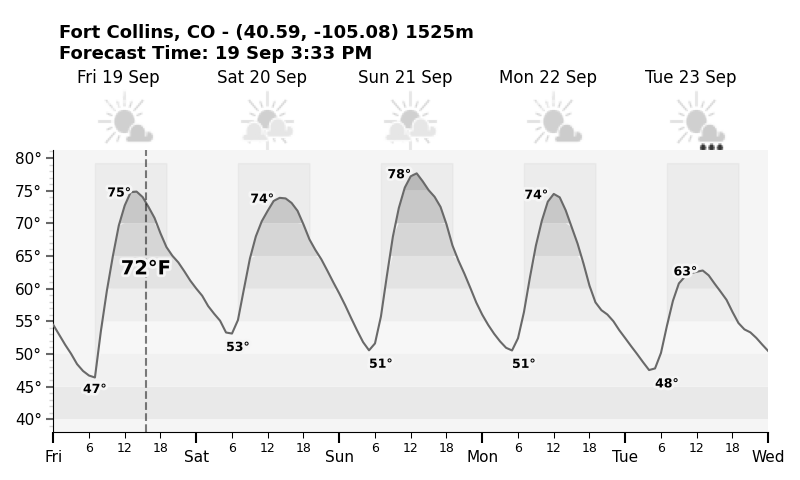 Fort Collins, CO - (40.59, -105.08) 1525m
Forecast Time: 19 Sep 3:33 PM
Fri 19 Sep Sat 20 Sep Sun 21 Sep Mon 22 Sep Tue 23 Sep
80°
75°
70°
65°
60°
55°
50°
45°
40°
75° 74° 78° 74° 63°
72°F
47° 53° 51° 51° 48°
6 12 18 6 12 18 6 12 18 6 12 18 6 12 18
Fri Sat Sun Mon Tue Wed